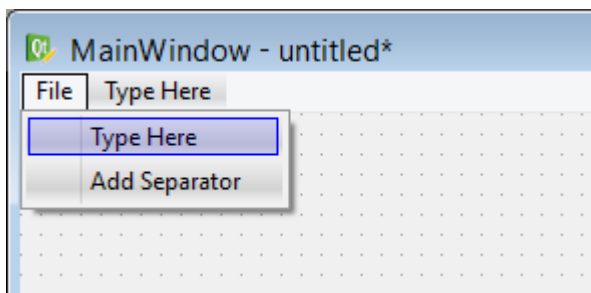 MainWindow - untitled*
File Type Here
Type Here
Add Separator